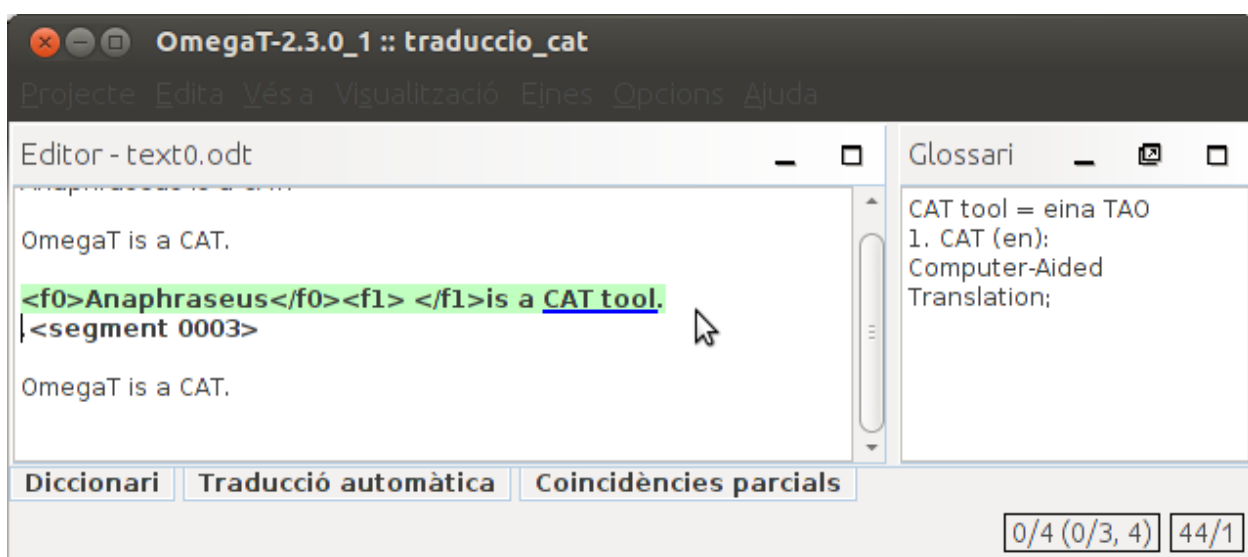 OmegaT-2.3.0_1 :: traduccio_cat
Projecte Edita Vés a Visualització Eines Opcions Ajuda
Editor - text0.odt
OmegaT is a CAT.
<f0>Anaphraseus</f0><f1> </f1>is a CAT tool.
.<segment 0003>
OmegaT is a CAT.
Glossari
CAT tool = eina TAO
1. CAT (en):
Computer-Aided
Translation;
Diccionari Traducció automàtica Coincidències parcials
0/4 (0/3, 4) 44/1